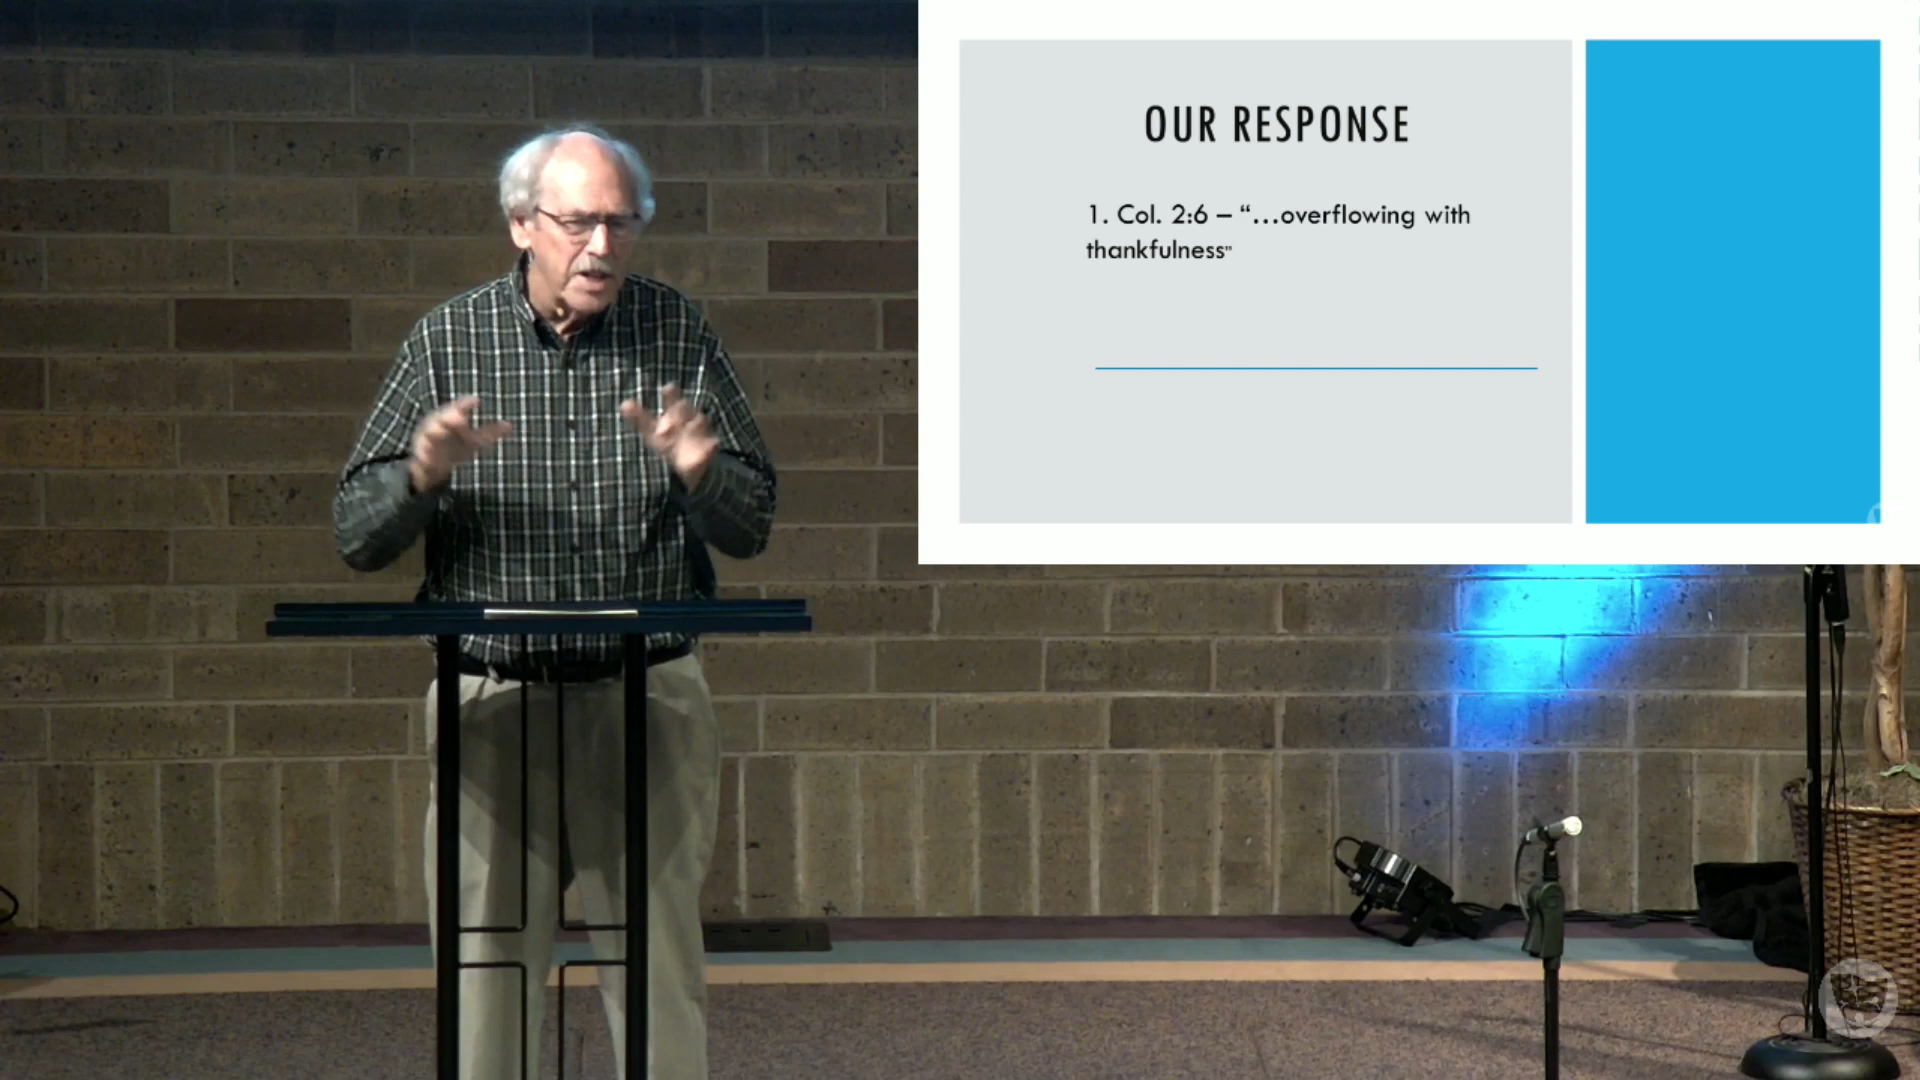 OUR RESPONSE
1. Col. 2:6 – “…overflowing with
thankfulness”